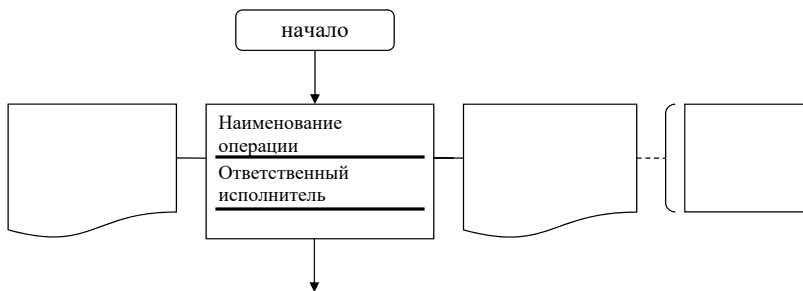 начало
Наименование
операции
Ответственный
исполнитель